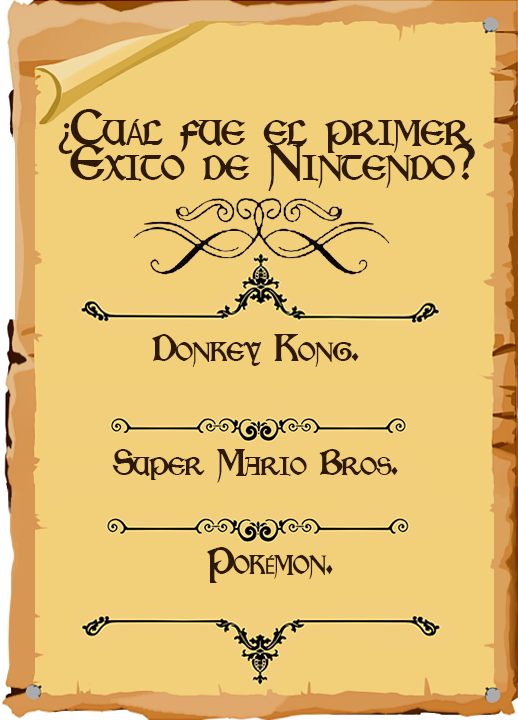 ¿Cuál fue el primer
Exito de Nintendo?
Donkey Kong.
Super Mario Bros.
Pokémon.